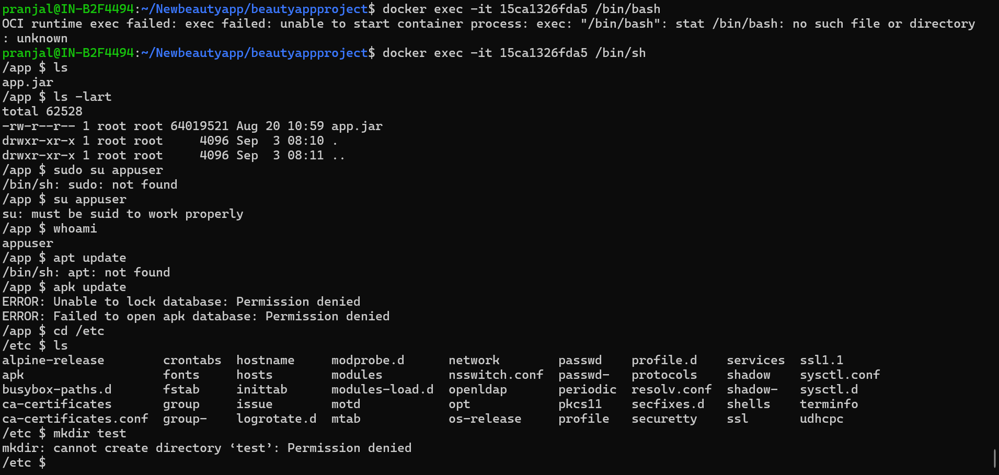 pranjal@IN-B2F4494:~/Newbeautyapp/beautyappproject$ docker exec -it 15ca1326fda5 /bin/bash
OCI runtime exec failed: exec failed: unable to start container process: exec: "/bin/bash": stat /bin/bash: no such file or directory
: unknown
pranjal@IN-B2F4494:~/Newbeautyapp/beautyappproject$ docker exec -it 15ca1326fda5 /bin/sh
/app $ ls
app.jar
/app $ ls -lart
total 62528
-rw-r--r-- 1 root root 64019521 Aug 20 10:59 app.jar
drwxr-xr-x 1 root root     4096 Sep  3 08:10 .
drwxr-xr-x 1 root root     4096 Sep  3 08:11 ..
/app $ sudo su appuser
/bin/sh: sudo: not found
/app $ su appuser
su: must be suid to work properly
/app $ whoami
appuser
/app $ apt update
/bin/sh: apt: not found
/app $ apk update
ERROR: Unable to lock database: Permission denied
ERROR: Failed to open apk database: Permission denied
/app $ cd /etc
/etc $ ls
alpine-release        crontabs  hostname     modprobe.d      network       passwd    profile.d    services  ssl1.1
apk                   fonts     hosts        modules         nsswitch.conf  passwd-   protocols    shadow    sysctl.conf
busybox-paths.d       fstab     inittab      modules-load.d  openldap      periodic  resolv.conf  shadow-   sysctl.d
ca-certificates       group     issue        motd            opt           pkcs11    secfixes.d   shells    terminfo
ca-certificates.conf  group-    logrotate.d  mtab            os-release    profile   securetty    ssl       udhcpc
/etc $ mkdir test
mkdir: cannot create directory ‘test’: Permission denied
/etc $